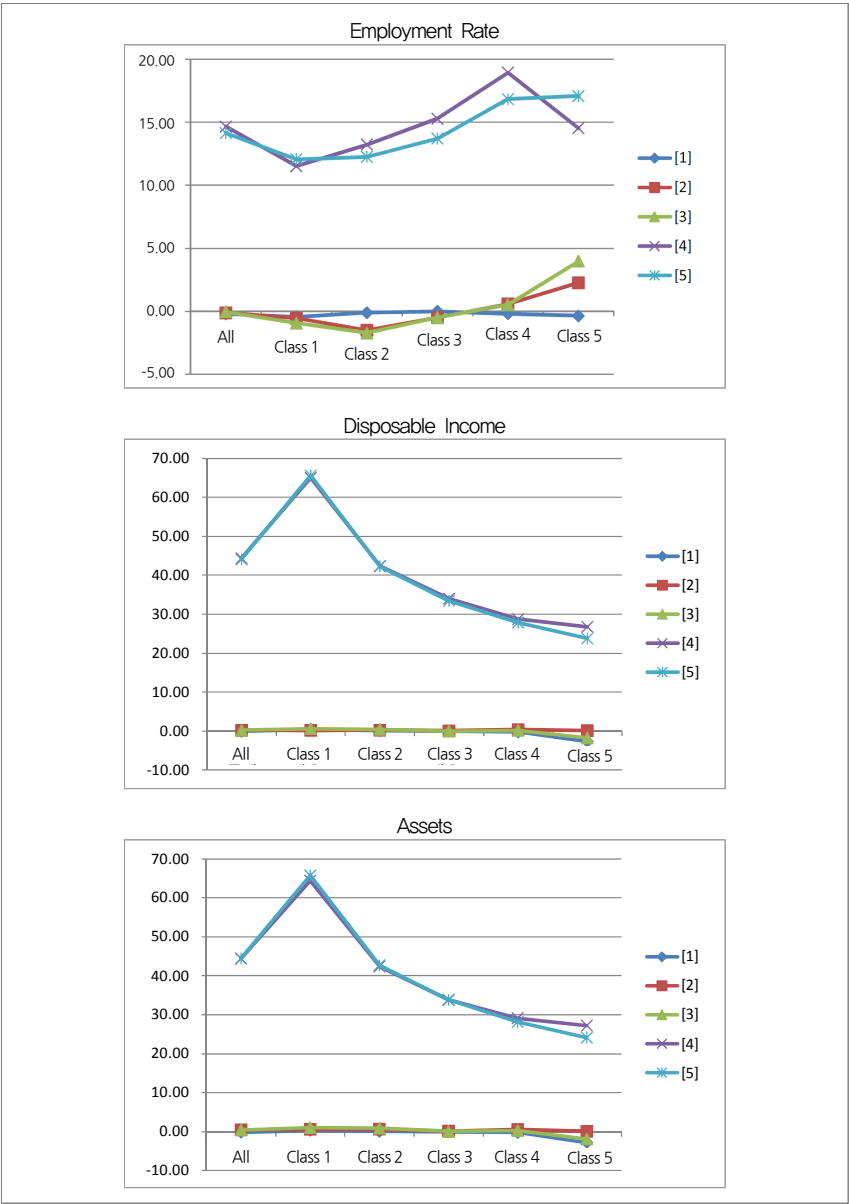 Employment Rate
20.00
15.00
10.00
5.00
0.00
-5.00
All
Class 1
Class 2
Class 3
Class 4
Class 5
[1]
[2]
[3]
[4]
[5]
Disposable Income
70.00
60.00
50.00
40.00
30.00
20.00
10.00
0.00
-10.00
All
Class 1
Class 2
Class 3
Class 4
Class 5
[1]
[2]
[3]
[4]
[5]
Assets
70.00
60.00
50.00
40.00
30.00
20.00
10.00
0.00
-10.00
All
Class 1
Class 2
Class 3
Class 4
Class 5
[1]
[2]
[3]
[4]
[5]